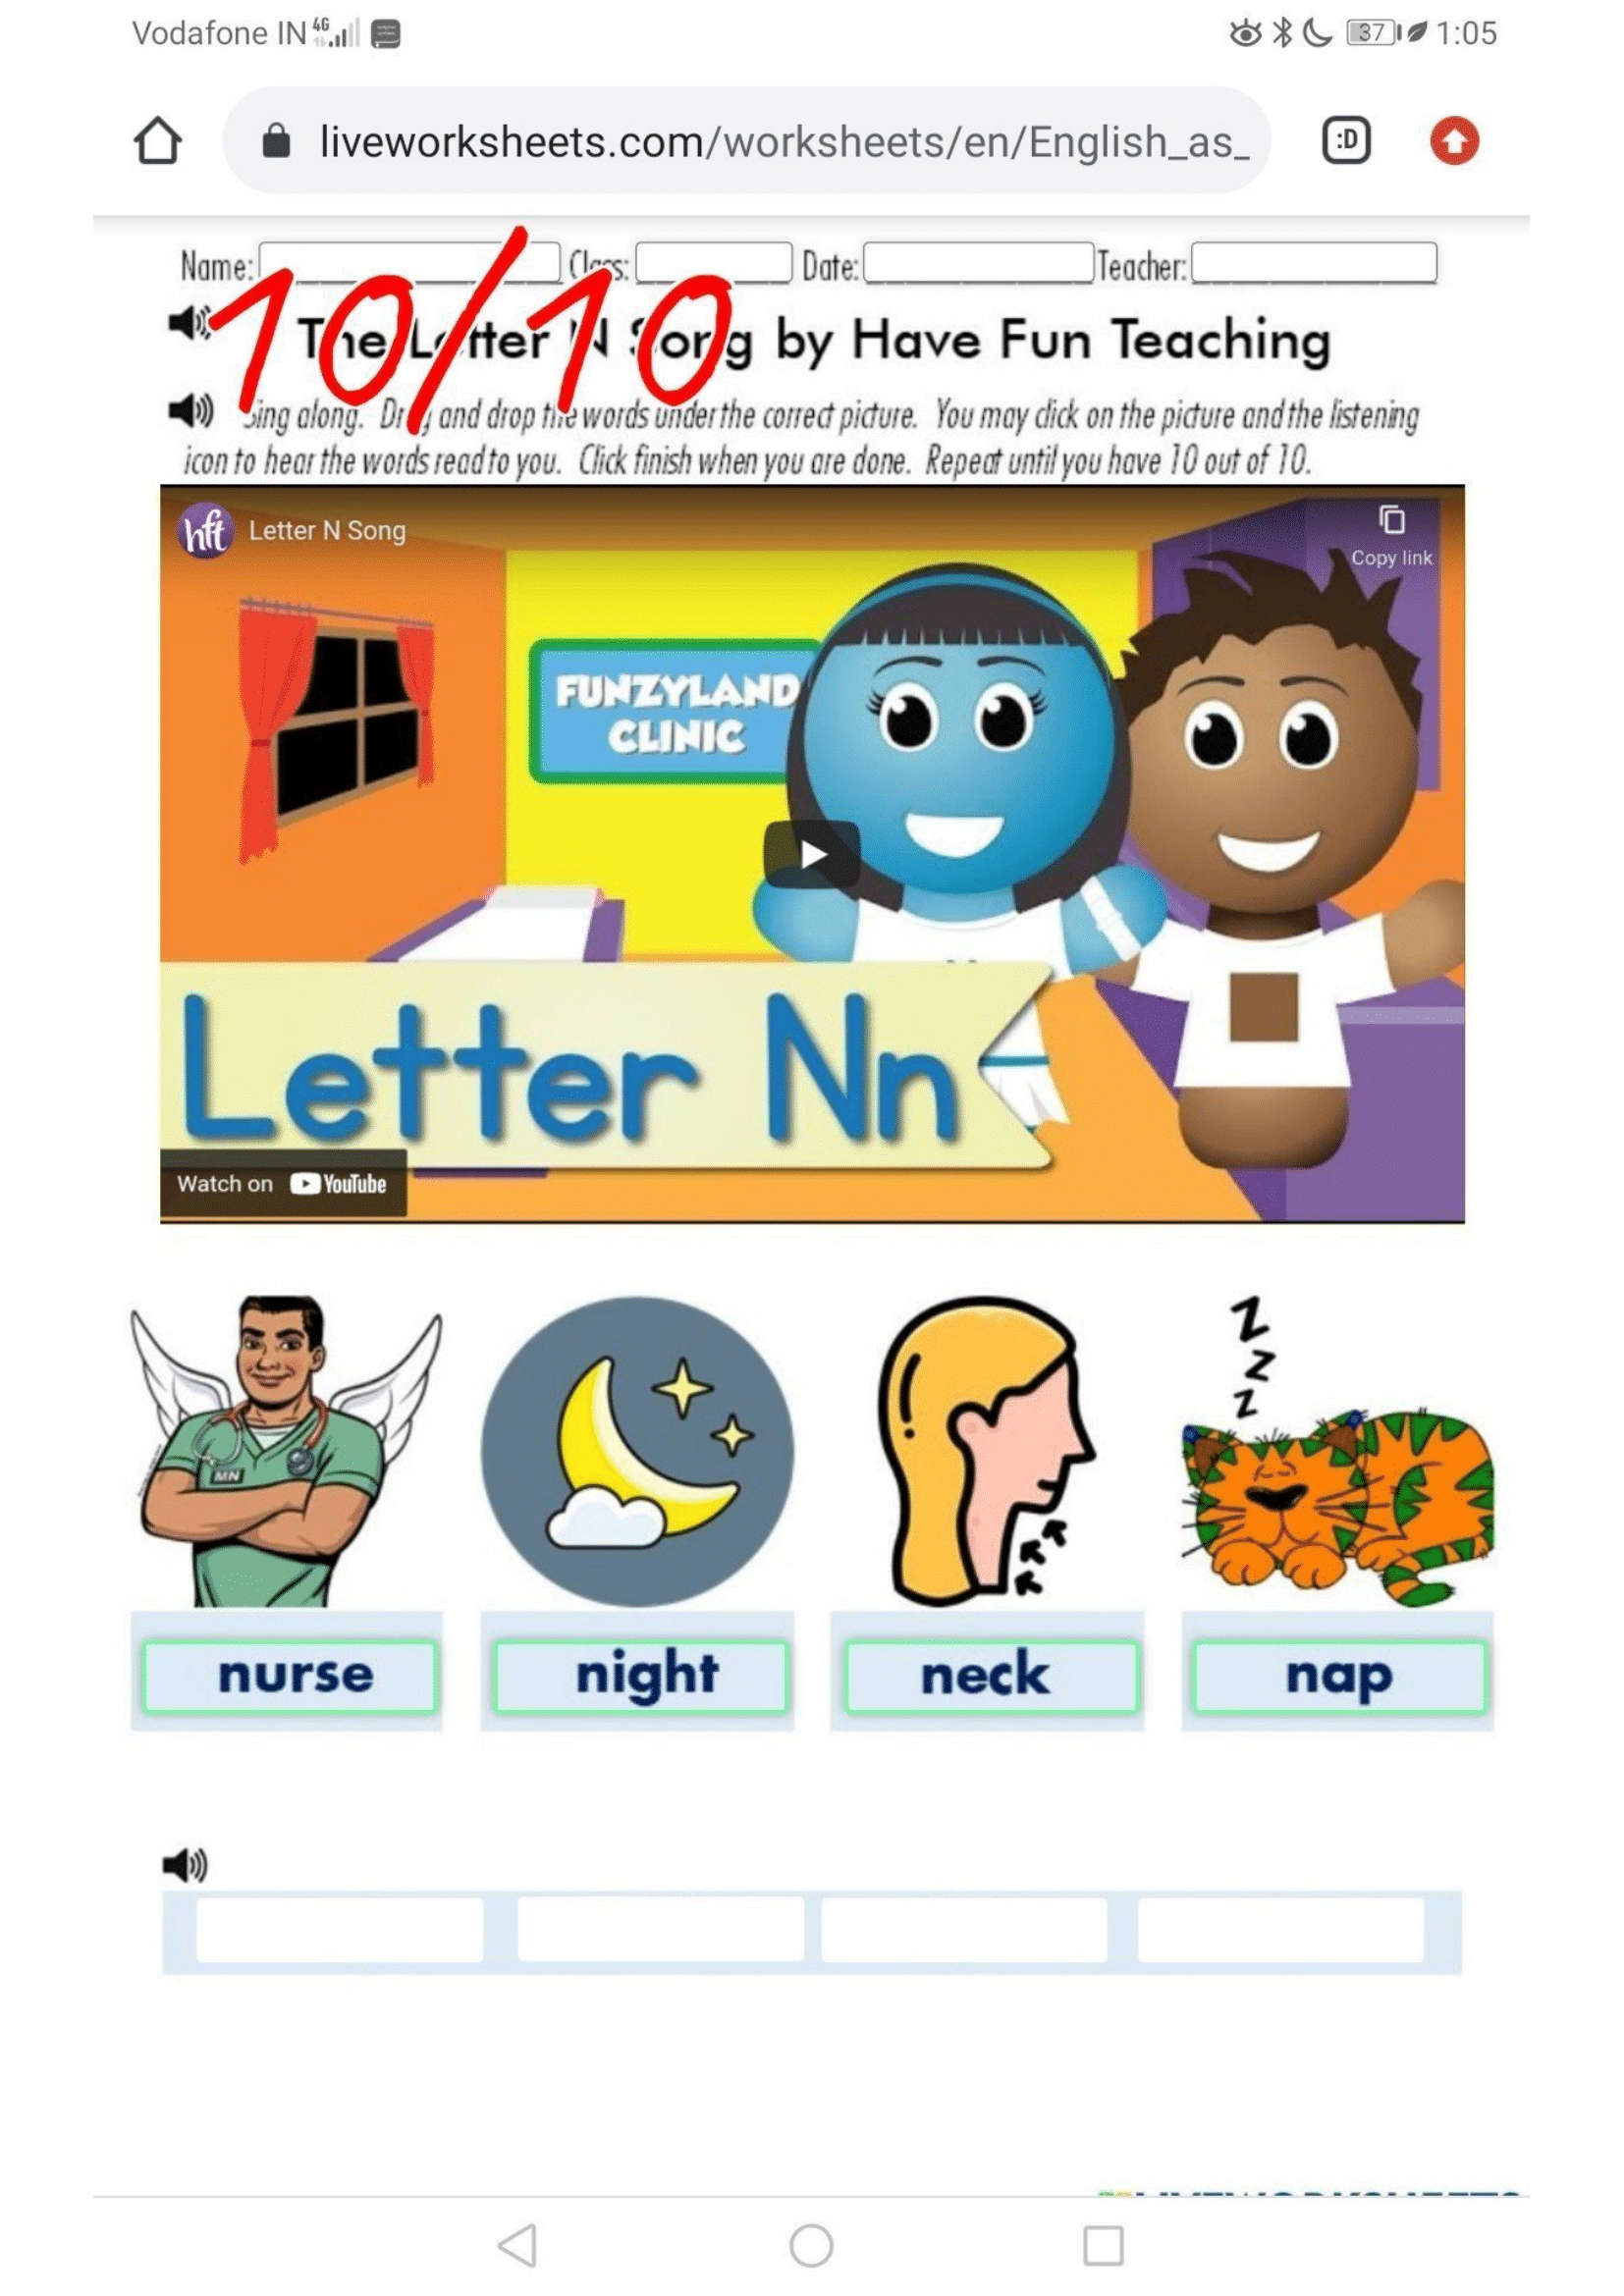 Vodafone IN 4G 37 1:05
liveworksheets.com/worksheets/en/English_as_
:D
Name: Class: Date: Teacher:
10/10
The Letter N Song by Have Fun Teaching
Sing along. Drag and drop the words under the correct picture. You may click on the picture and the listening
icon to hear the words read to you. Click finish when you are done. Repeat until you have 10 out of 10.
hft Letter N Song
Copy link
FUNZYLAND
CLINIC
Letter Nn
Watch on YouTube
z
z
z
MN
nurse night neck nap